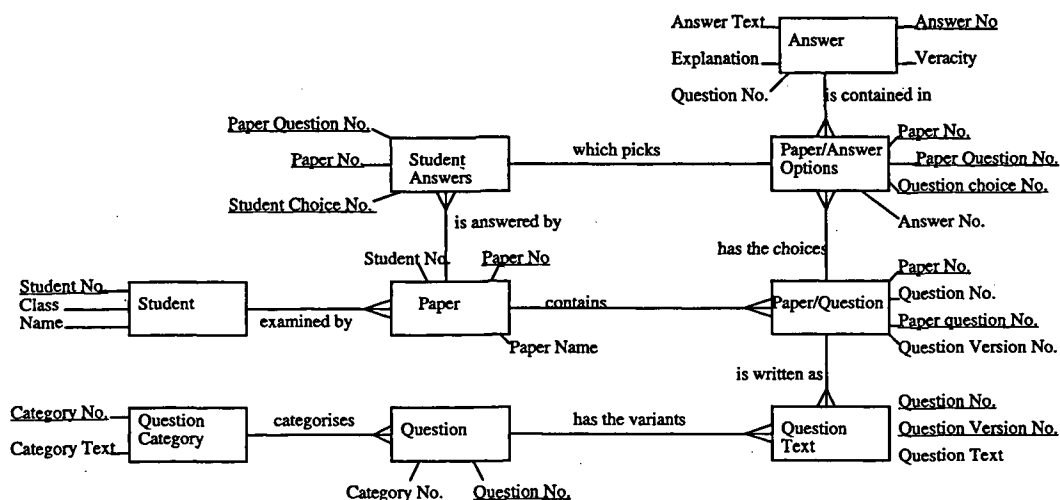 Answer Text
Answer No
Answer
Explanation
Veracity
Question No.
is contained in
Paper Question No.
Paper No.
Student
Answers
which picks
Paper/Answer
Options
Paper No.
Paper Question No.
Student Choice No.
Question choice No.
Answer No.
is answered by
has the choices
Student No.
Paper No
Paper No.
Student No.
Class
Name
Student
examined by
Paper
contains
Paper/Question
Question No.
Paper question No.
Paper Name
Question Version No.
is written as
Category No.
Category Text
Question
Category
categorises
Question
has the variants
Question
Text
Question No.
Question Version No.
Question Text
Category No.
Question No.